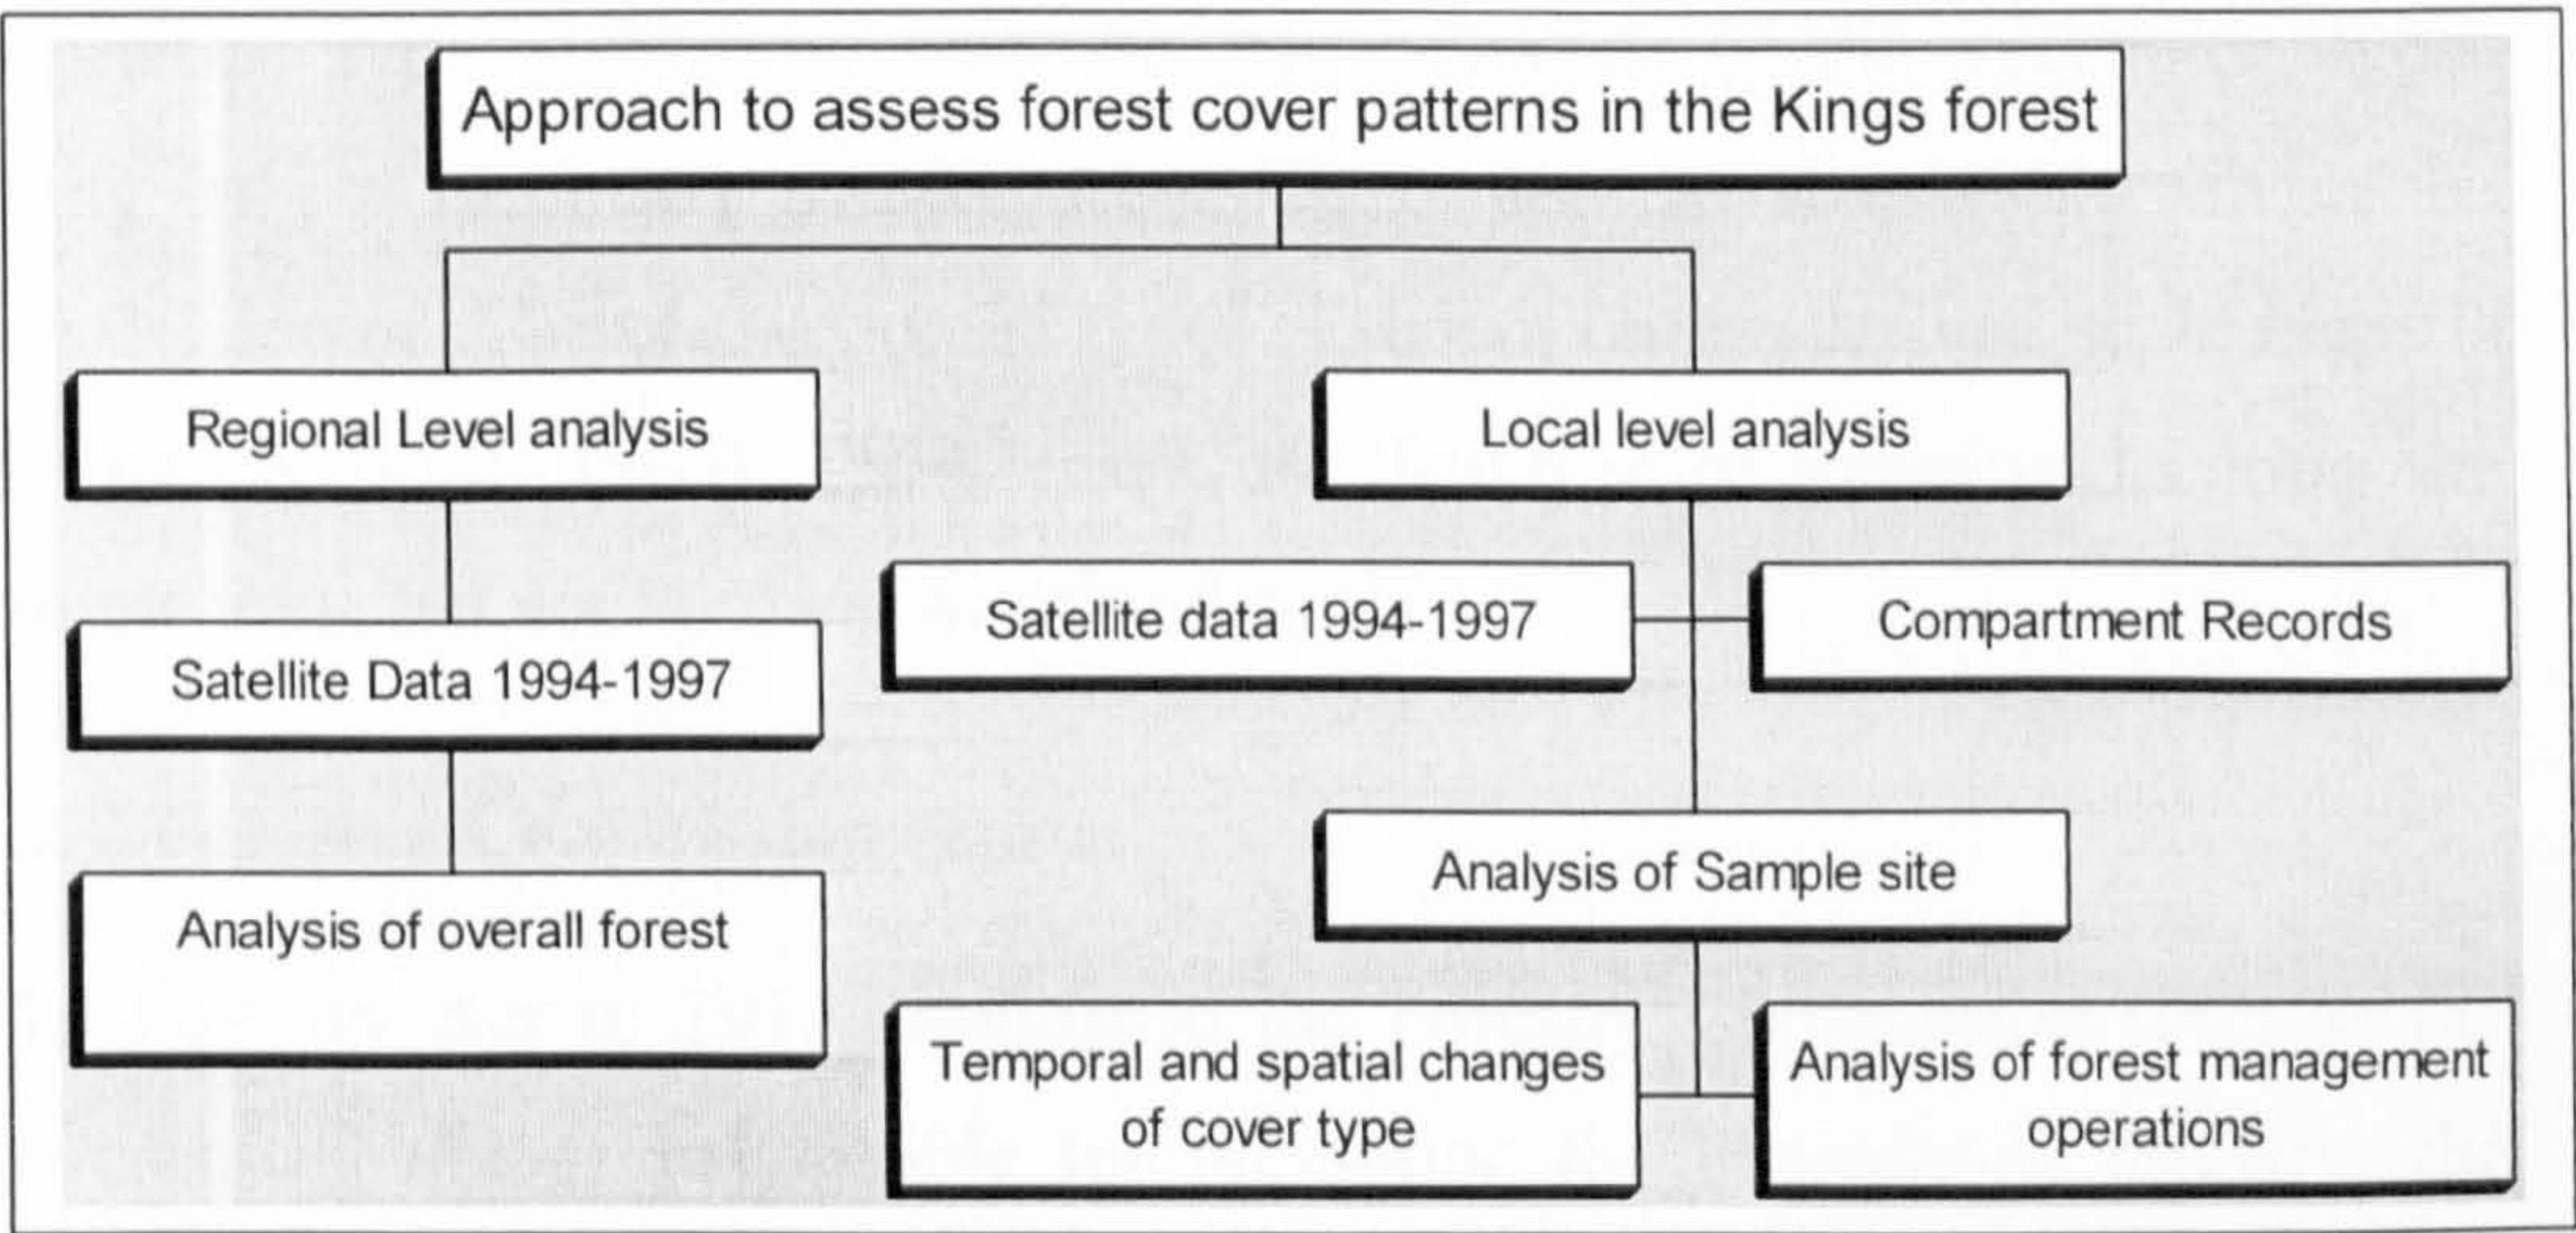 Approach to assess forest cover patterns in the Kings forest
Regional Level analysis
Local level analysis
Satellite data 1994-1997
Compartment Records
Satellite Data 1994-1997
Analysis of Sample site
Analysis of overall forest
Temporal and spatial changes
of cover type
Analysis of forest management
operations